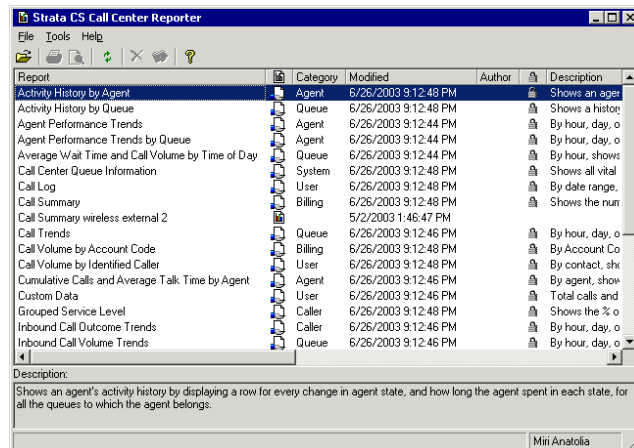 Strata CS Call Center Reporter
File Tools Help
Report Category Modified Author Description
Activity History by Agent Agent 6/26/2003 9:12:48 PM Shows an ager
Activity History by Queue Queue 6/26/2003 9:12:48 PM Shows a histor
Agent Performance Trends Agent 6/26/2003 9:12:44 PM By hour, day, o
Agent Performance Trends by Queue Agent 6/26/2003 9:12:44 PM By hour, day, o
Average Wait Time and Call Volume by Time of Day Queue 6/26/2003 9:12:44 PM By hour, shows
Call Center Queue Information System 6/26/2003 9:12:48 PM Shows all vital
Call Log User 6/26/2003 9:12:48 PM By date range,
Call Summary Billing 6/26/2003 9:12:48 PM Shows the num
Call Summary wireless external 2 5/2/2003 1:46:47 PM
Call Trends Queue 6/26/2003 9:12:46 PM By hour, day, o
Call Volume by Account Code Billing 6/26/2003 9:12:48 PM By Account Co
Call Volume by Identified Caller User 6/26/2003 9:12:48 PM By contact, sho
Cumulative Calls and Average Talk Time by Agent Agent 6/26/2003 9:12:46 PM By agent, show
Custom Data User 6/26/2003 9:12:46 PM Total calls and
Grouped Service Level Caller 6/26/2003 9:12:48 PM Shows the % o
Inbound Call Outcome Trends Caller 6/26/2003 9:12:46 PM By hour, day, o
Inbound Call Volume Trends Queue 6/26/2003 9:12:46 PM By hour, day, o
Description:
Shows an agent's activity history by displaying a row for every change in agent state, and how long the agent spent in each state, for
all the queues to which the agent belongs.
Miri Anatolia